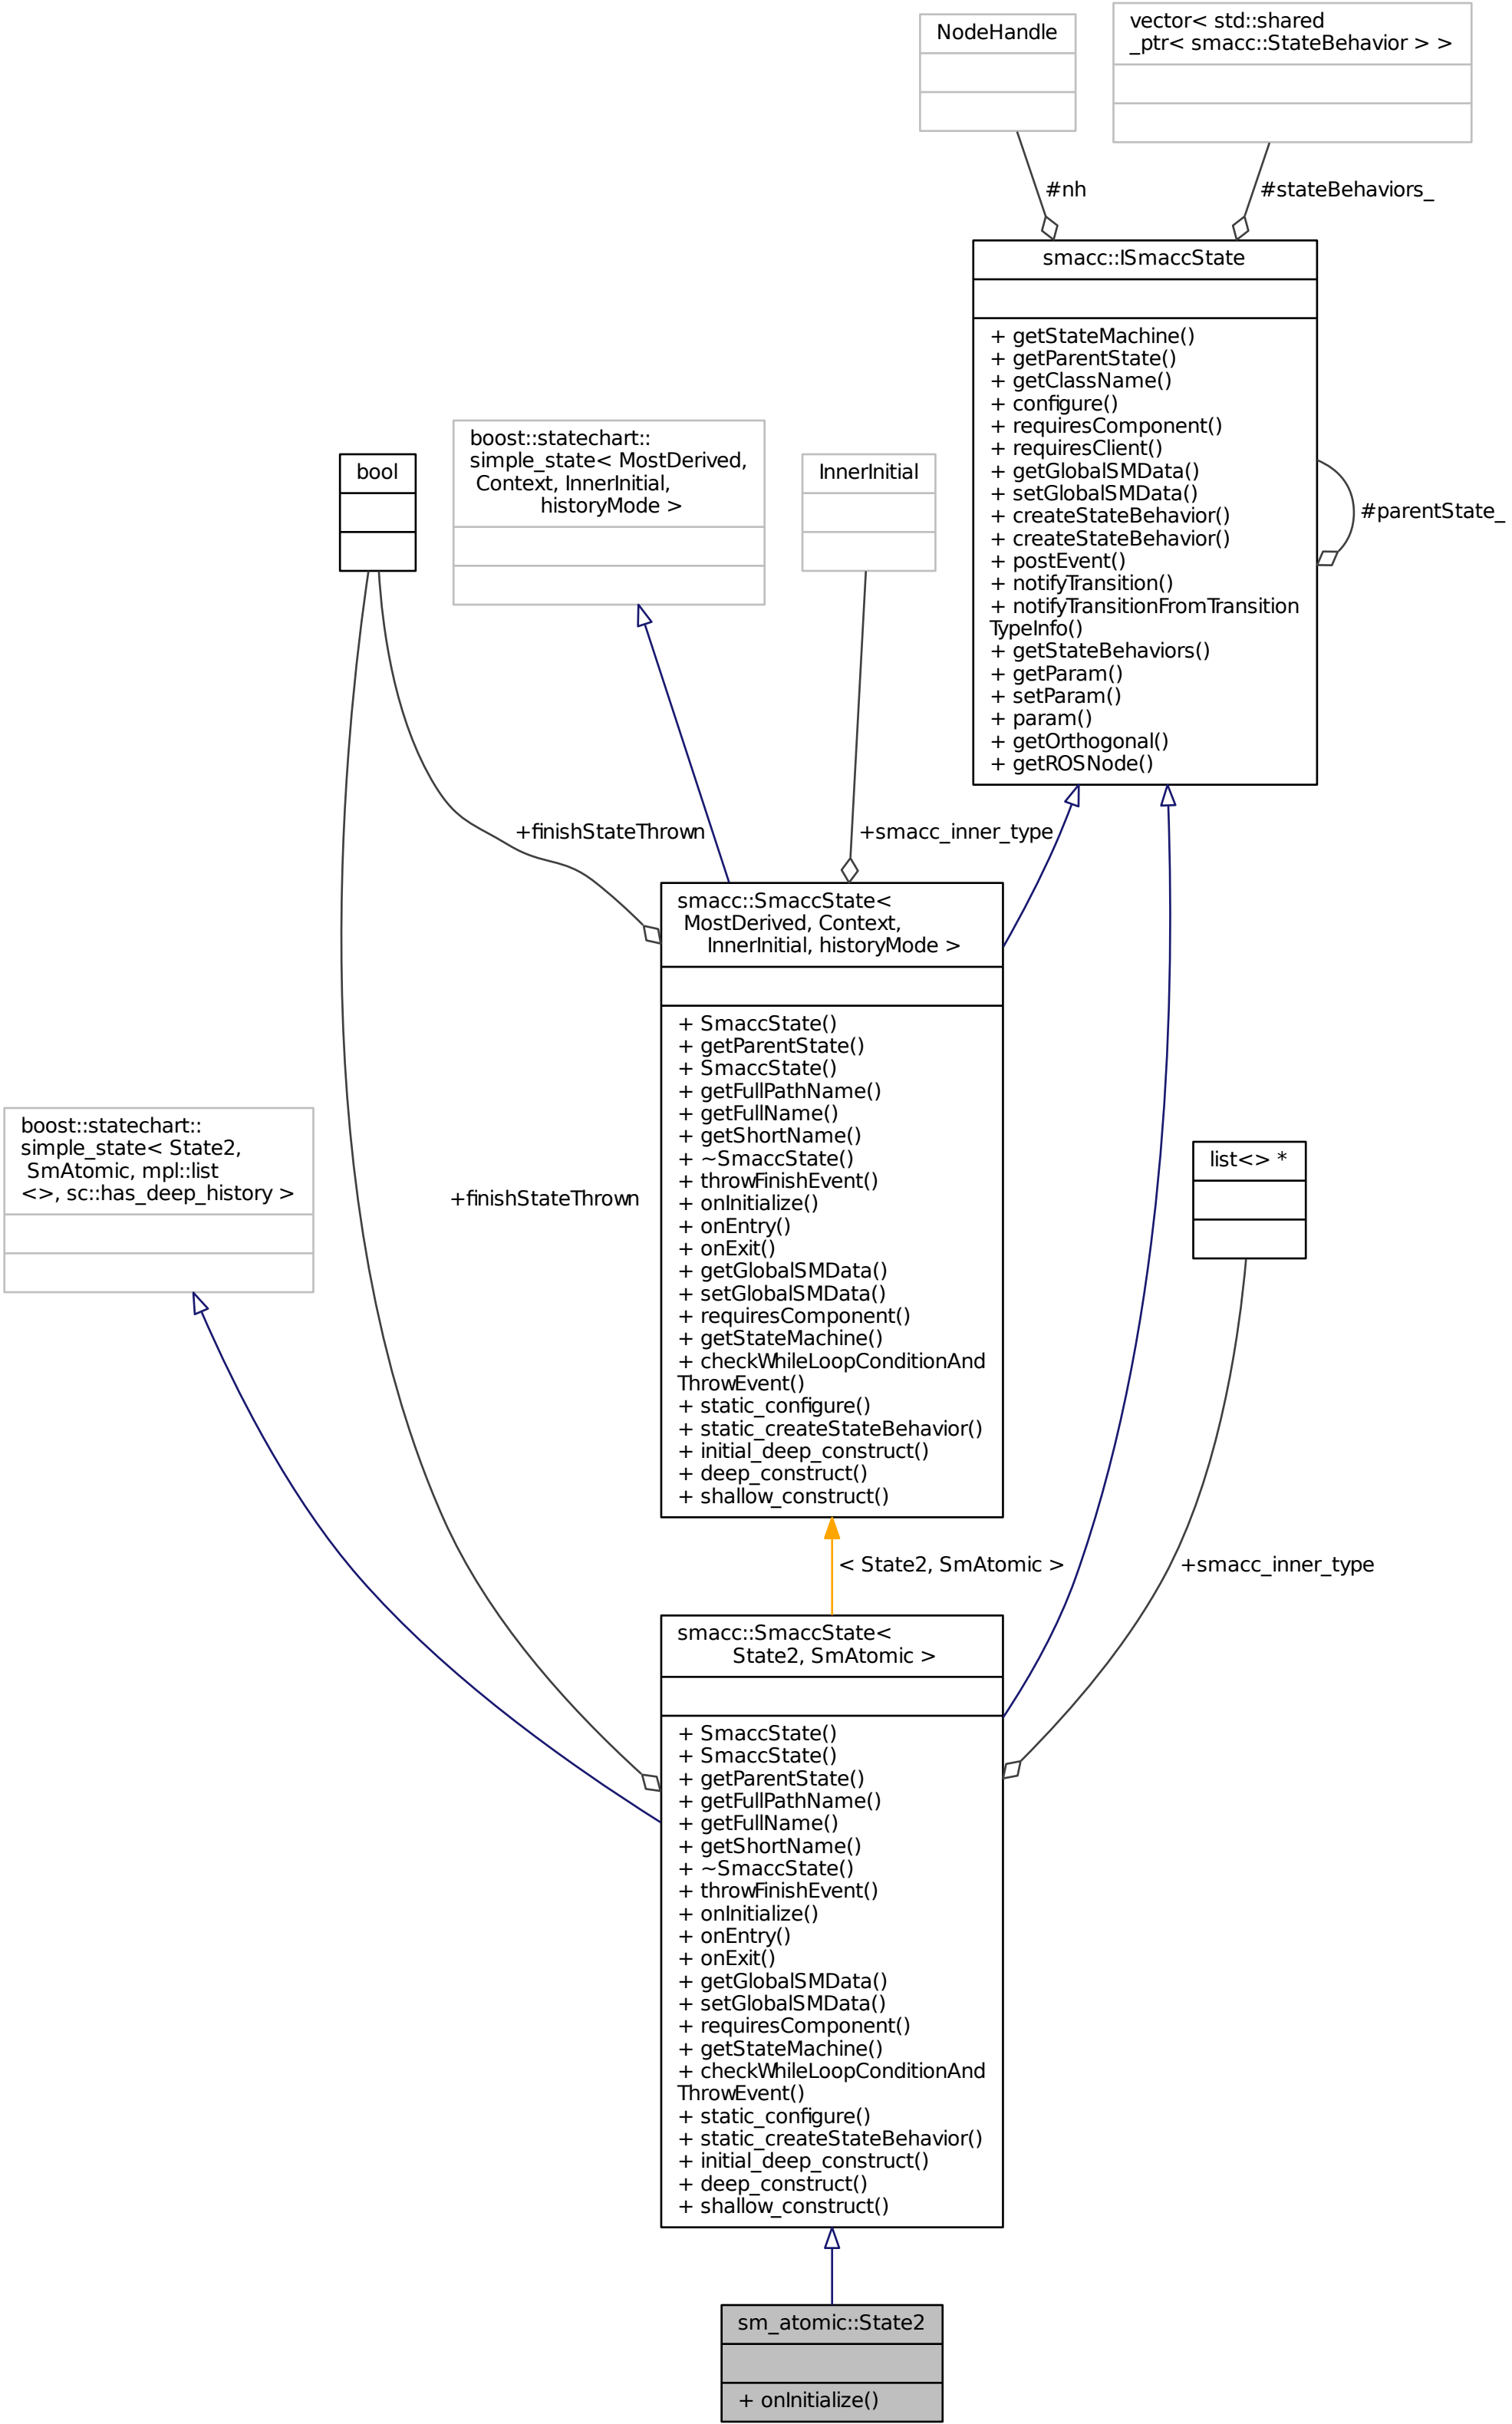 NodeHandle
vector< std::shared
_ptr< smacc::StateBehavior > >
#nh
#stateBehaviors_
smacc::ISmaccState
+ getStateMachine()
+ getParentState()
+ getClassName()
+ configure()
+ requiresComponent()
+ requiresClient()
+ getGlobalSMData()
+ setGlobalSMData()
+ createStateBehavior()
+ createStateBehavior()
+ postEvent()
+ notifyTransition()
+ notifyTransitionFromTransition
TypeInfo()
+ getStateBehaviors()
+ getParam()
+ setParam()
+ param()
+ getOrthogonal()
+ getROSNode()
#parentState_
bool
boost::statechart::
simple_state< MostDerived,
Context, InnerInitial,
historyMode >
InnerInitial
+finishStateThrown
+smacc_inner_type
smacc::SmaccState<
MostDerived, Context,
InnerInitial, historyMode >
+ SmaccState()
+ getParentState()
+ SmaccState()
+ getFullPathName()
+ getFullName()
+ getShortName()
+ ~SmaccState()
+ throwFinishEvent()
+ onInitialize()
+ onEntry()
+ onExit()
+ getGlobalSMData()
+ setGlobalSMData()
+ requiresComponent()
+ getStateMachine()
+ checkWhileLoopConditionAnd
ThrowEvent()
+ static_configure()
+ static_createStateBehavior()
+ initial_deep_construct()
+ deep_construct()
+ shallow_construct()
boost::statechart::
simple_state< State2,
SmAtomic, mpl::list
<>, sc::has_deep_history >
+finishStateThrown
list<> *
< State2, SmAtomic >
+smacc_inner_type
smacc::SmaccState<
State2, SmAtomic >
+ SmaccState()
+ SmaccState()
+ getParentState()
+ getFullPathName()
+ getFullName()
+ getShortName()
+ ~SmaccState()
+ throwFinishEvent()
+ onInitialize()
+ onEntry()
+ onExit()
+ getGlobalSMData()
+ setGlobalSMData()
+ requiresComponent()
+ getStateMachine()
+ checkWhileLoopConditionAnd
ThrowEvent()
+ static_configure()
+ static_createStateBehavior()
+ initial_deep_construct()
+ deep_construct()
+ shallow_construct()
sm_atomic::State2
+ onInitialize()